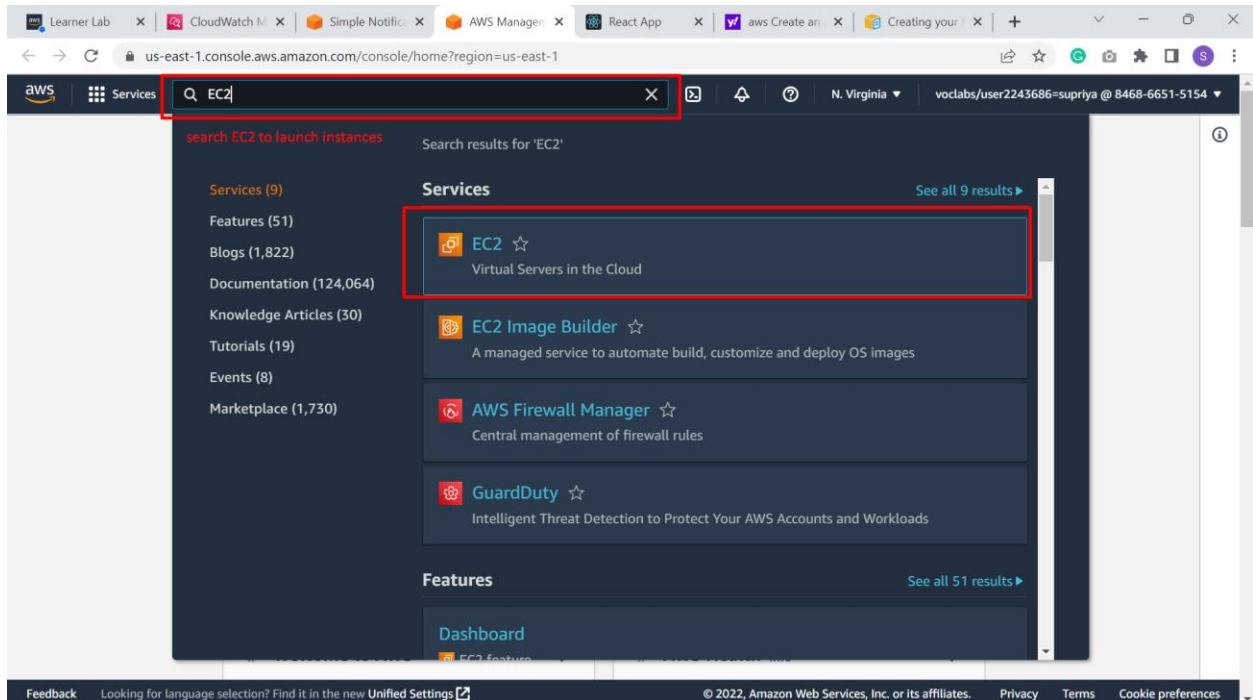 Learner Lab
CloudWatch M
Simple Notific
AWS Managem
React App
aws Create an
Creating your f
us-east-1.console.aws.amazon.com/console/home?region=us-east-1
S
aws
Services
EC2
N. Virginia
voclabs/user2243686=supriya @ 8468-6651-5154
search EC2 to launch instances
Search results for 'EC2'
Services (9)
Features (51)
Blogs (1,822)
Documentation (124,064)
Knowledge Articles (30)
Tutorials (19)
Events (8)
Marketplace (1,730)
Services
See all 9 results
EC2
Virtual Servers in the Cloud
EC2 Image Builder
A managed service to automate build, customize and deploy OS images
AWS Firewall Manager
Central management of firewall rules
GuardDuty
Intelligent Threat Detection to Protect Your AWS Accounts and Workloads
Features
See all 51 results
Dashboard
EC2 feature
Feedback
Looking for language selection? Find it in the new Unified Settings
© 2022, Amazon Web Services, Inc. or its affiliates.
Privacy
Terms
Cookie preferences